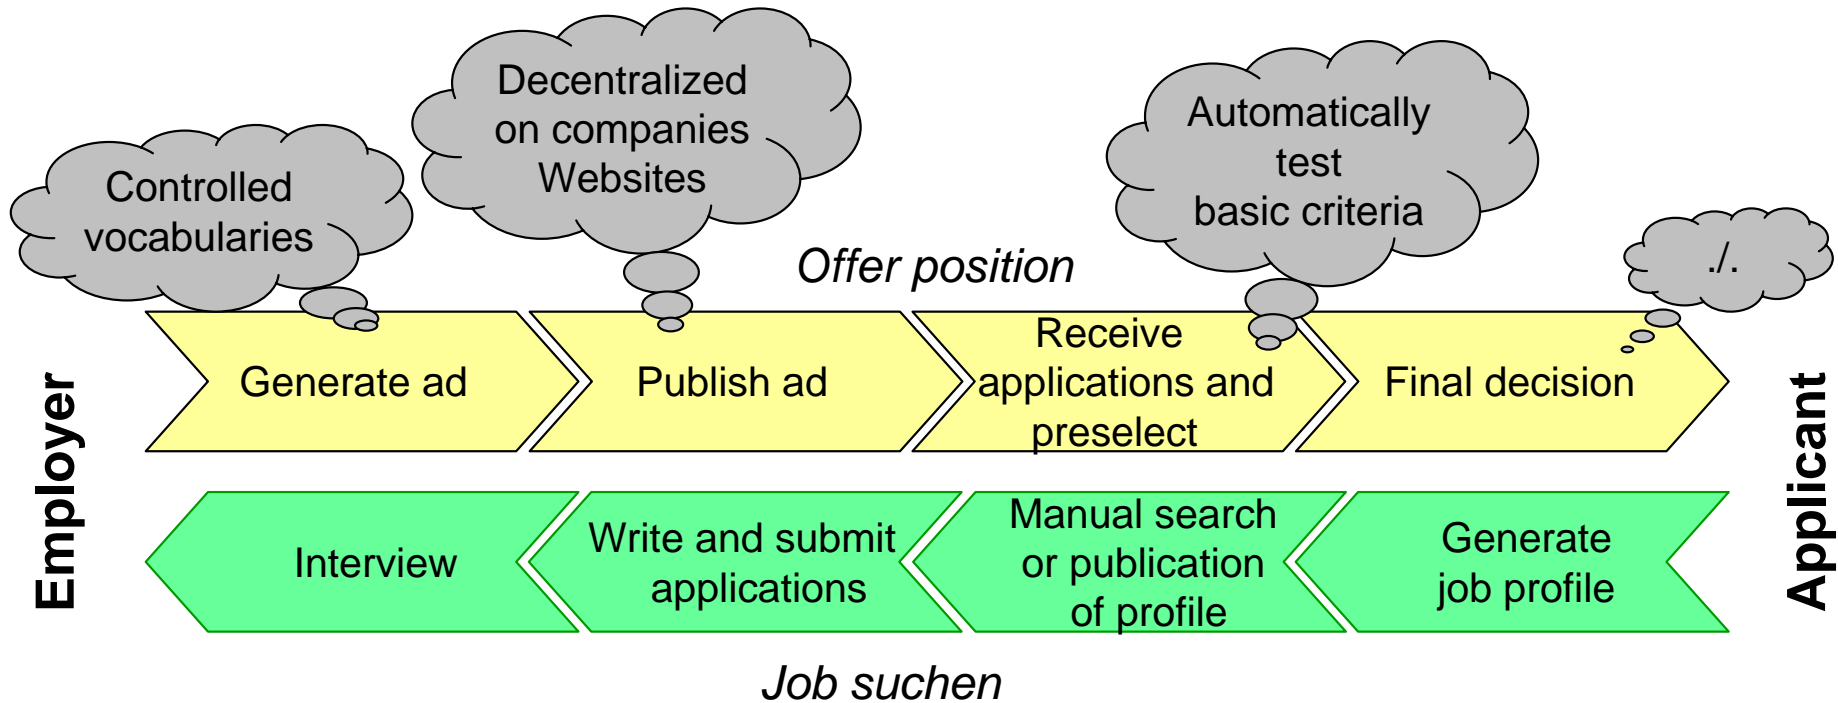 Controlled
vocabularies
Decentralized
on companies
Websites
Automatically
test
basic criteria
./.
Offer position
Employer
Generate ad
Publish ad
Receive
applications and
preselect
Final decision
Applicant
Interview
Write and submit
applications
Manual search
or publication
of profile
Generate
job profile
Job suchen